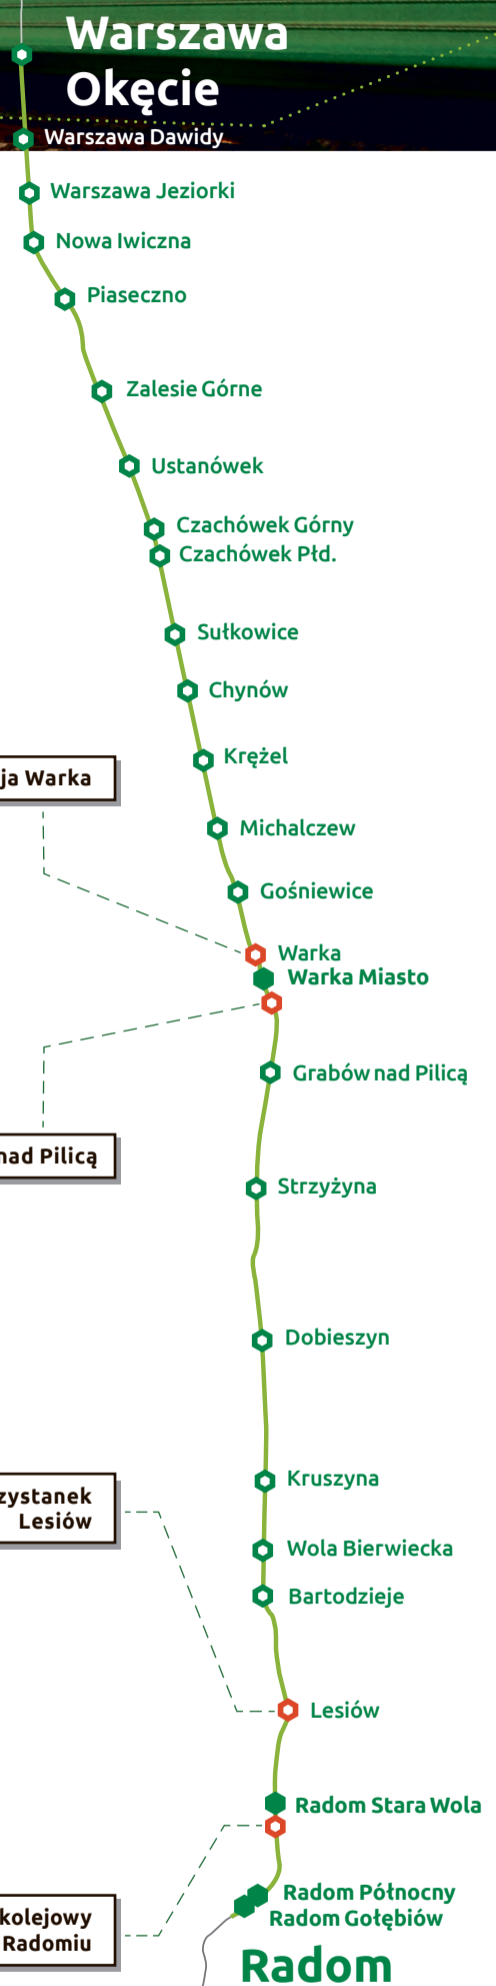 Warszawa
Okęcie
Warszawa Dawidy
Warszawa Jeziorki
Nowa Iwiczna
Piaseczno
Zalesie Górne
Ustanówek
Czachówek Górny
Czachówek Płd.
Sułkowice
Chynów
Krężel
ja Warka
Michalczew
Gośniewice
Warka
Warka Miasto
Grabów nad Pilicą
nad Pilicą
Strzyżyna
Dobieszyn
Kruszyna
zystanek
Lesiów
Wola Bierwiecka
Bartodzieje
Lesiów
Radom Stara Wola
Radom Północny
kolejowy
Radom Gołębiów
Radomiu
Radom